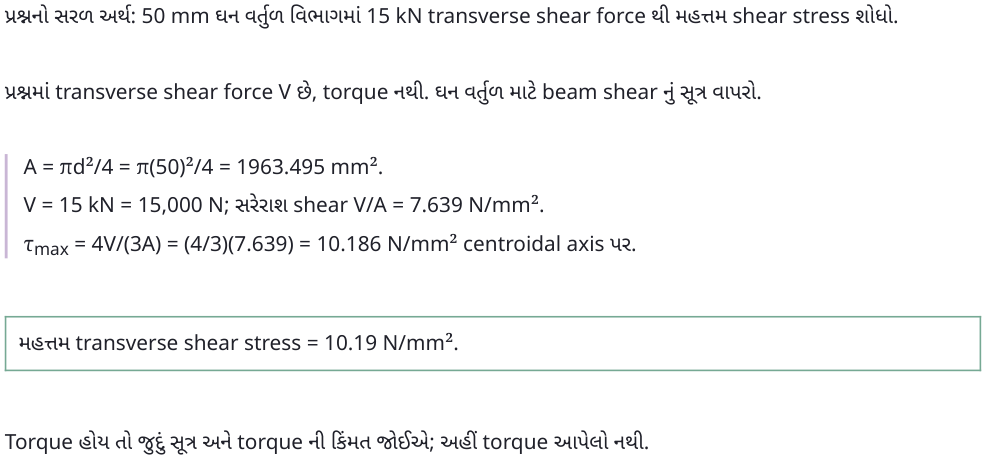 પ્રશ્નનો સરળ અર્થ: 50 mm ઘન વર્તુળ વિભાગમાં 15 kN transverse shear force થી મહત્તમ shear stress શોધો.
પ્રશ્નમાં transverse shear force V છે, torque નથી. ઘન વર્તુળ માટે beam shear નું સૂત્ર વાપરો.
A = πd²/4 = π(50)²/4 = 1963.495 mm².
V = 15 kN = 15,000 N; સરેરાશ shear V/A = 7.639 N/mm².
τmax = 4V/(3A) = (4/3)(7.639) = 10.186 N/mm² centroidal axis પર.
મહત્તમ transverse shear stress = 10.19 N/mm².
Torque હોય તો જુદું સૂત્ર અને torque ની કિંમત જોઈએ; અહીં torque આપેલો નથી.